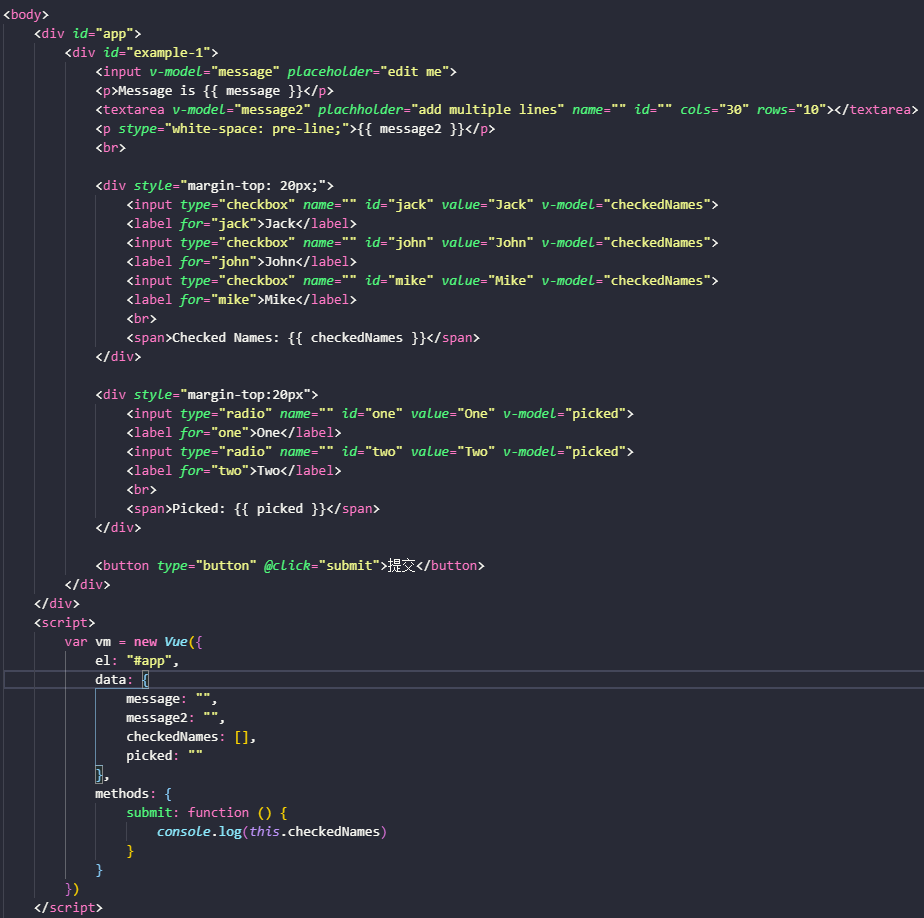 <body>
<div id="app">
<div id="example-1">
<input v-model="message" placeholder="edit me">
<p>Message is {{ message }}</p>
<textarea v-model="message2" plachholder="add multiple lines" name="" id="" cols="30" rows="10"></textarea>
<p stype="white-space: pre-line;">{{ message2 }}</p>
<br>
<div style="margin-top: 20px;">
<input type="checkbox" name="" id="jack" value="Jack" v-model="checkedNames">
<label for="jack">Jack</label>
<input type="checkbox" name="" id="john" value="John" v-model="checkedNames">
<label for="john">John</label>
<input type="checkbox" name="" id="mike" value="Mike" v-model="checkedNames">
<label for="mike">Mike</label>
<br>
<span>Checked Names: {{ checkedNames }}</span>
</div>
<div style="margin-top:20px">
<input type="radio" name="" id="one" value="One" v-model="picked">
<label for="one">One</label>
<input type="radio" name="" id="two" value="Two" v-model="picked">
<label for="two">Two</label>
<br>
<span>Picked: {{ picked }}</span>
</div>
<button type="button" @click="submit">提交</button>
</div>
</div>
<script>
var vm = new Vue({
el: "#app",
data: {
message: "",
message2: "",
checkedNames: [],
picked: ""
},
methods: {
submit: function () {
console.log(this.checkedNames)
}
}
})
</script>